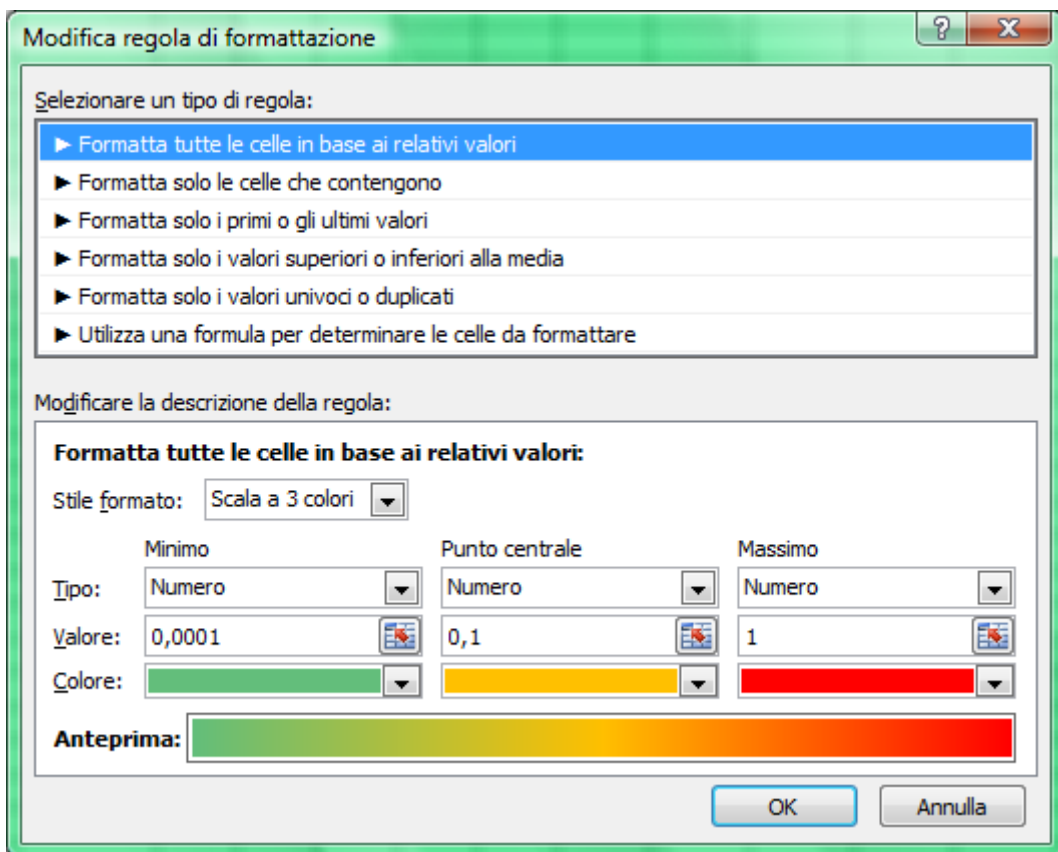 Modifica regola di formattazione
Selezionare un tipo di regola:
► Formatta tutte le celle in base ai relativi valori
► Formatta solo le celle che contengono
► Formatta solo i primi o gli ultimi valori
► Formatta solo i valori superiori o inferiori alla media
► Formatta solo i valori univoci o duplicati
► Utilizza una formula per determinare le celle da formattare
Modificare la descrizione della regola:
Formatta tutte le celle in base ai relativi valori:
Stile formato: Scala a 3 colori
Minimo Punto centrale Massimo
Tipo: Numero Numero Numero
Valore: 0,0001 0,1 1
Colore:
Anteprima:
OK Annulla